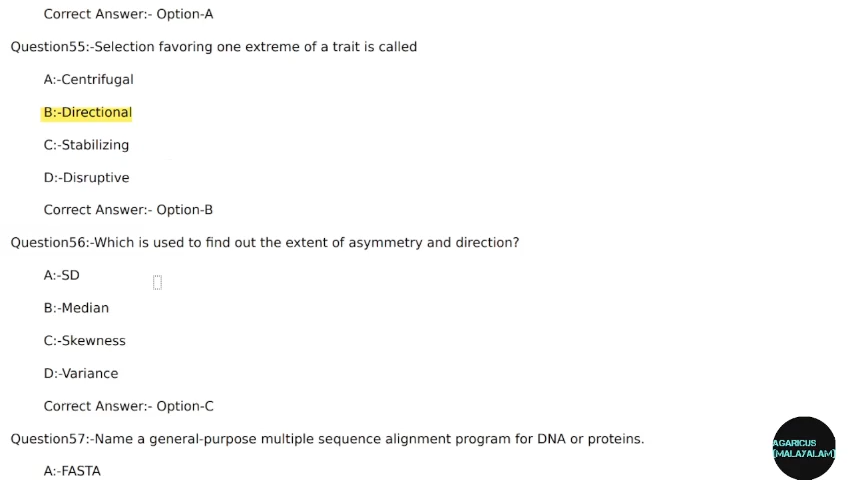 Correct Answer:- Option-A
Question55:-Selection favoring one extreme of a trait is called
A:-Centrifugal
B:-Directional
C:-Stabilizing
D:-Disruptive
Correct Answer:- Option-B
Question56:-Which is used to find out the extent of asymmetry and direction?
A:-SD
B:-Median
C:-Skewness
D:-Variance
Correct Answer:- Option-C
Question57:-Name a general-purpose multiple sequence alignment program for DNA or proteins.
A:-FASTA
AGARICUS
(MALAYALAM)